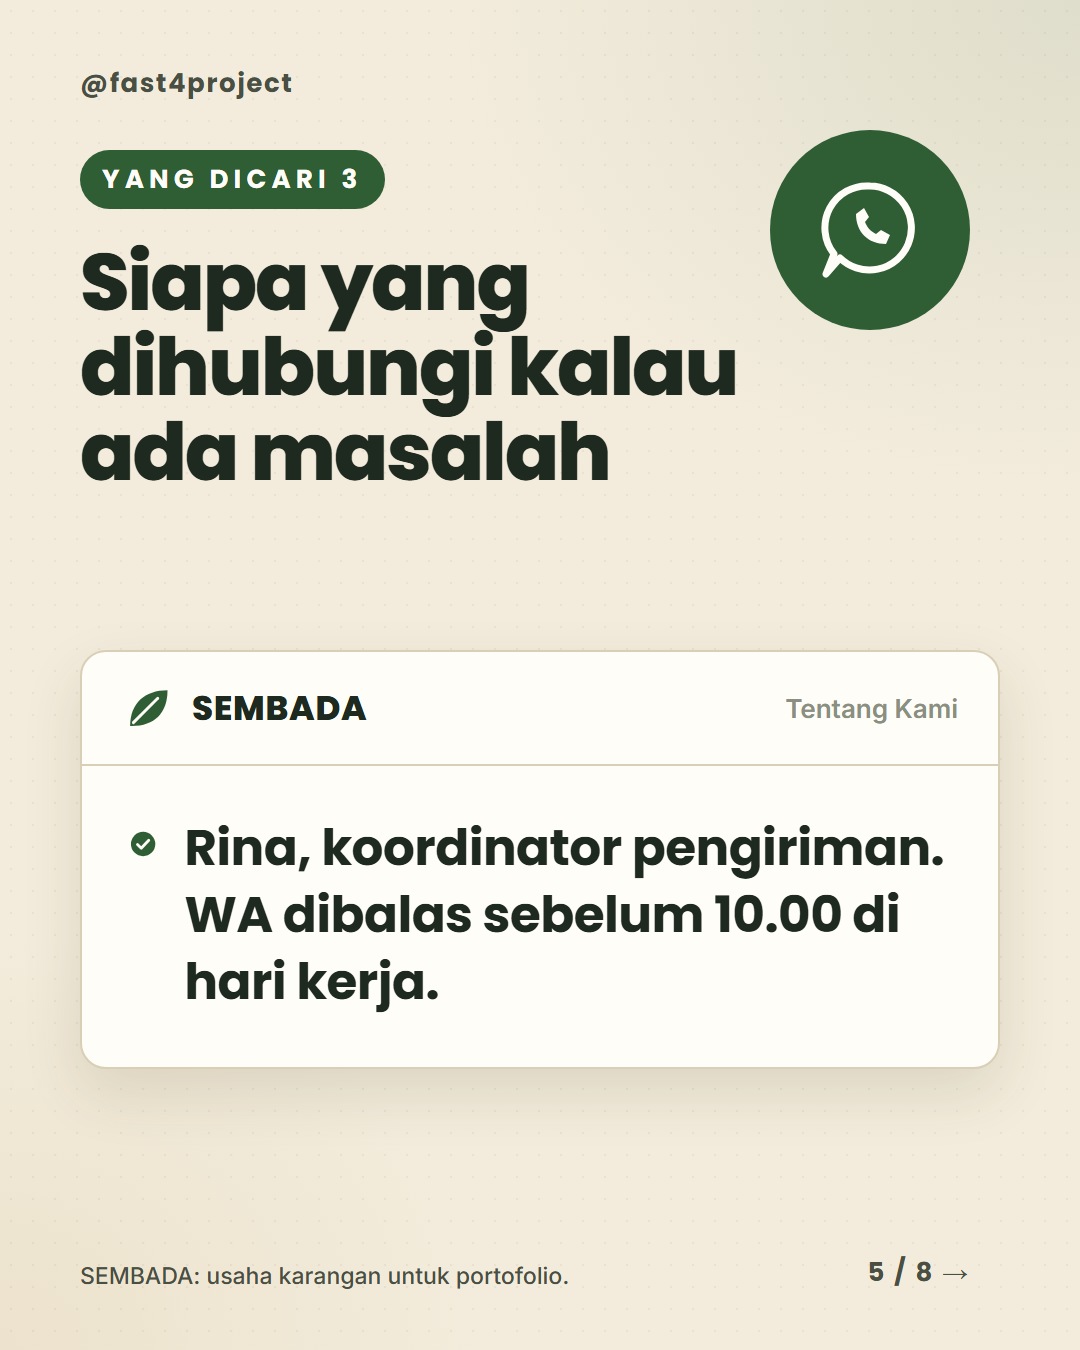 @fast4project
YANG DICARI 3
Siapa yang
dihubungi kalau
ada masalah
SEMBADA
Tentang Kami
Rina, koordinator pengiriman.
WA dibalas sebelum 10.00 di
hari kerja.
SEMBADA: usaha karangan untuk portofolio.
5 / 8 →